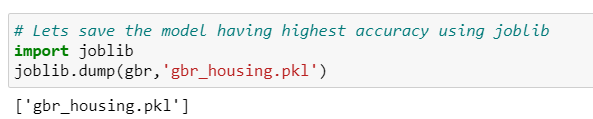 # Lets save the model having highest accuracy using joblib
import joblib
joblib.dump(gbr,'gbr_housing.pkl')
['gbr_housing.pkl']